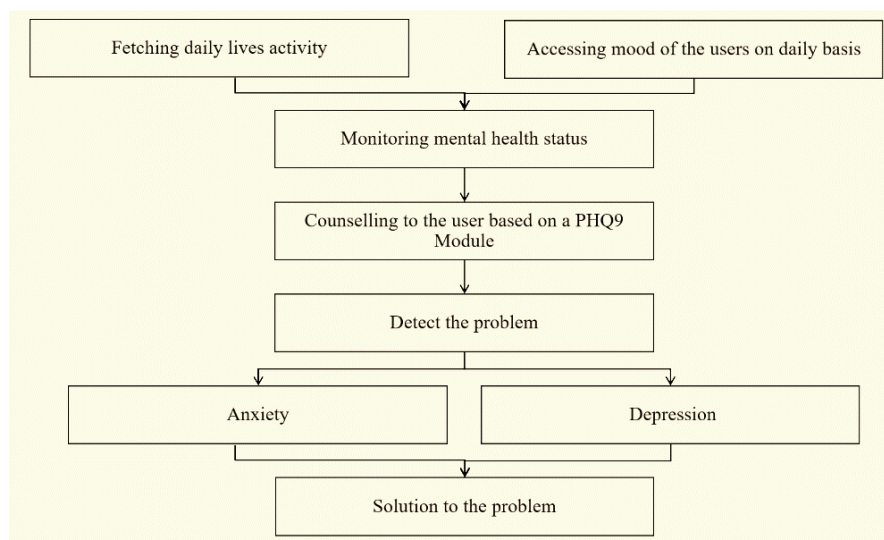 Fetching daily lives activity
Accessing mood of the users on daily basis
Monitoring mental health status
Counselling to the user based on a PHQ9
Module
Detect the problem
Anxiety
Depression
Solution to the problem